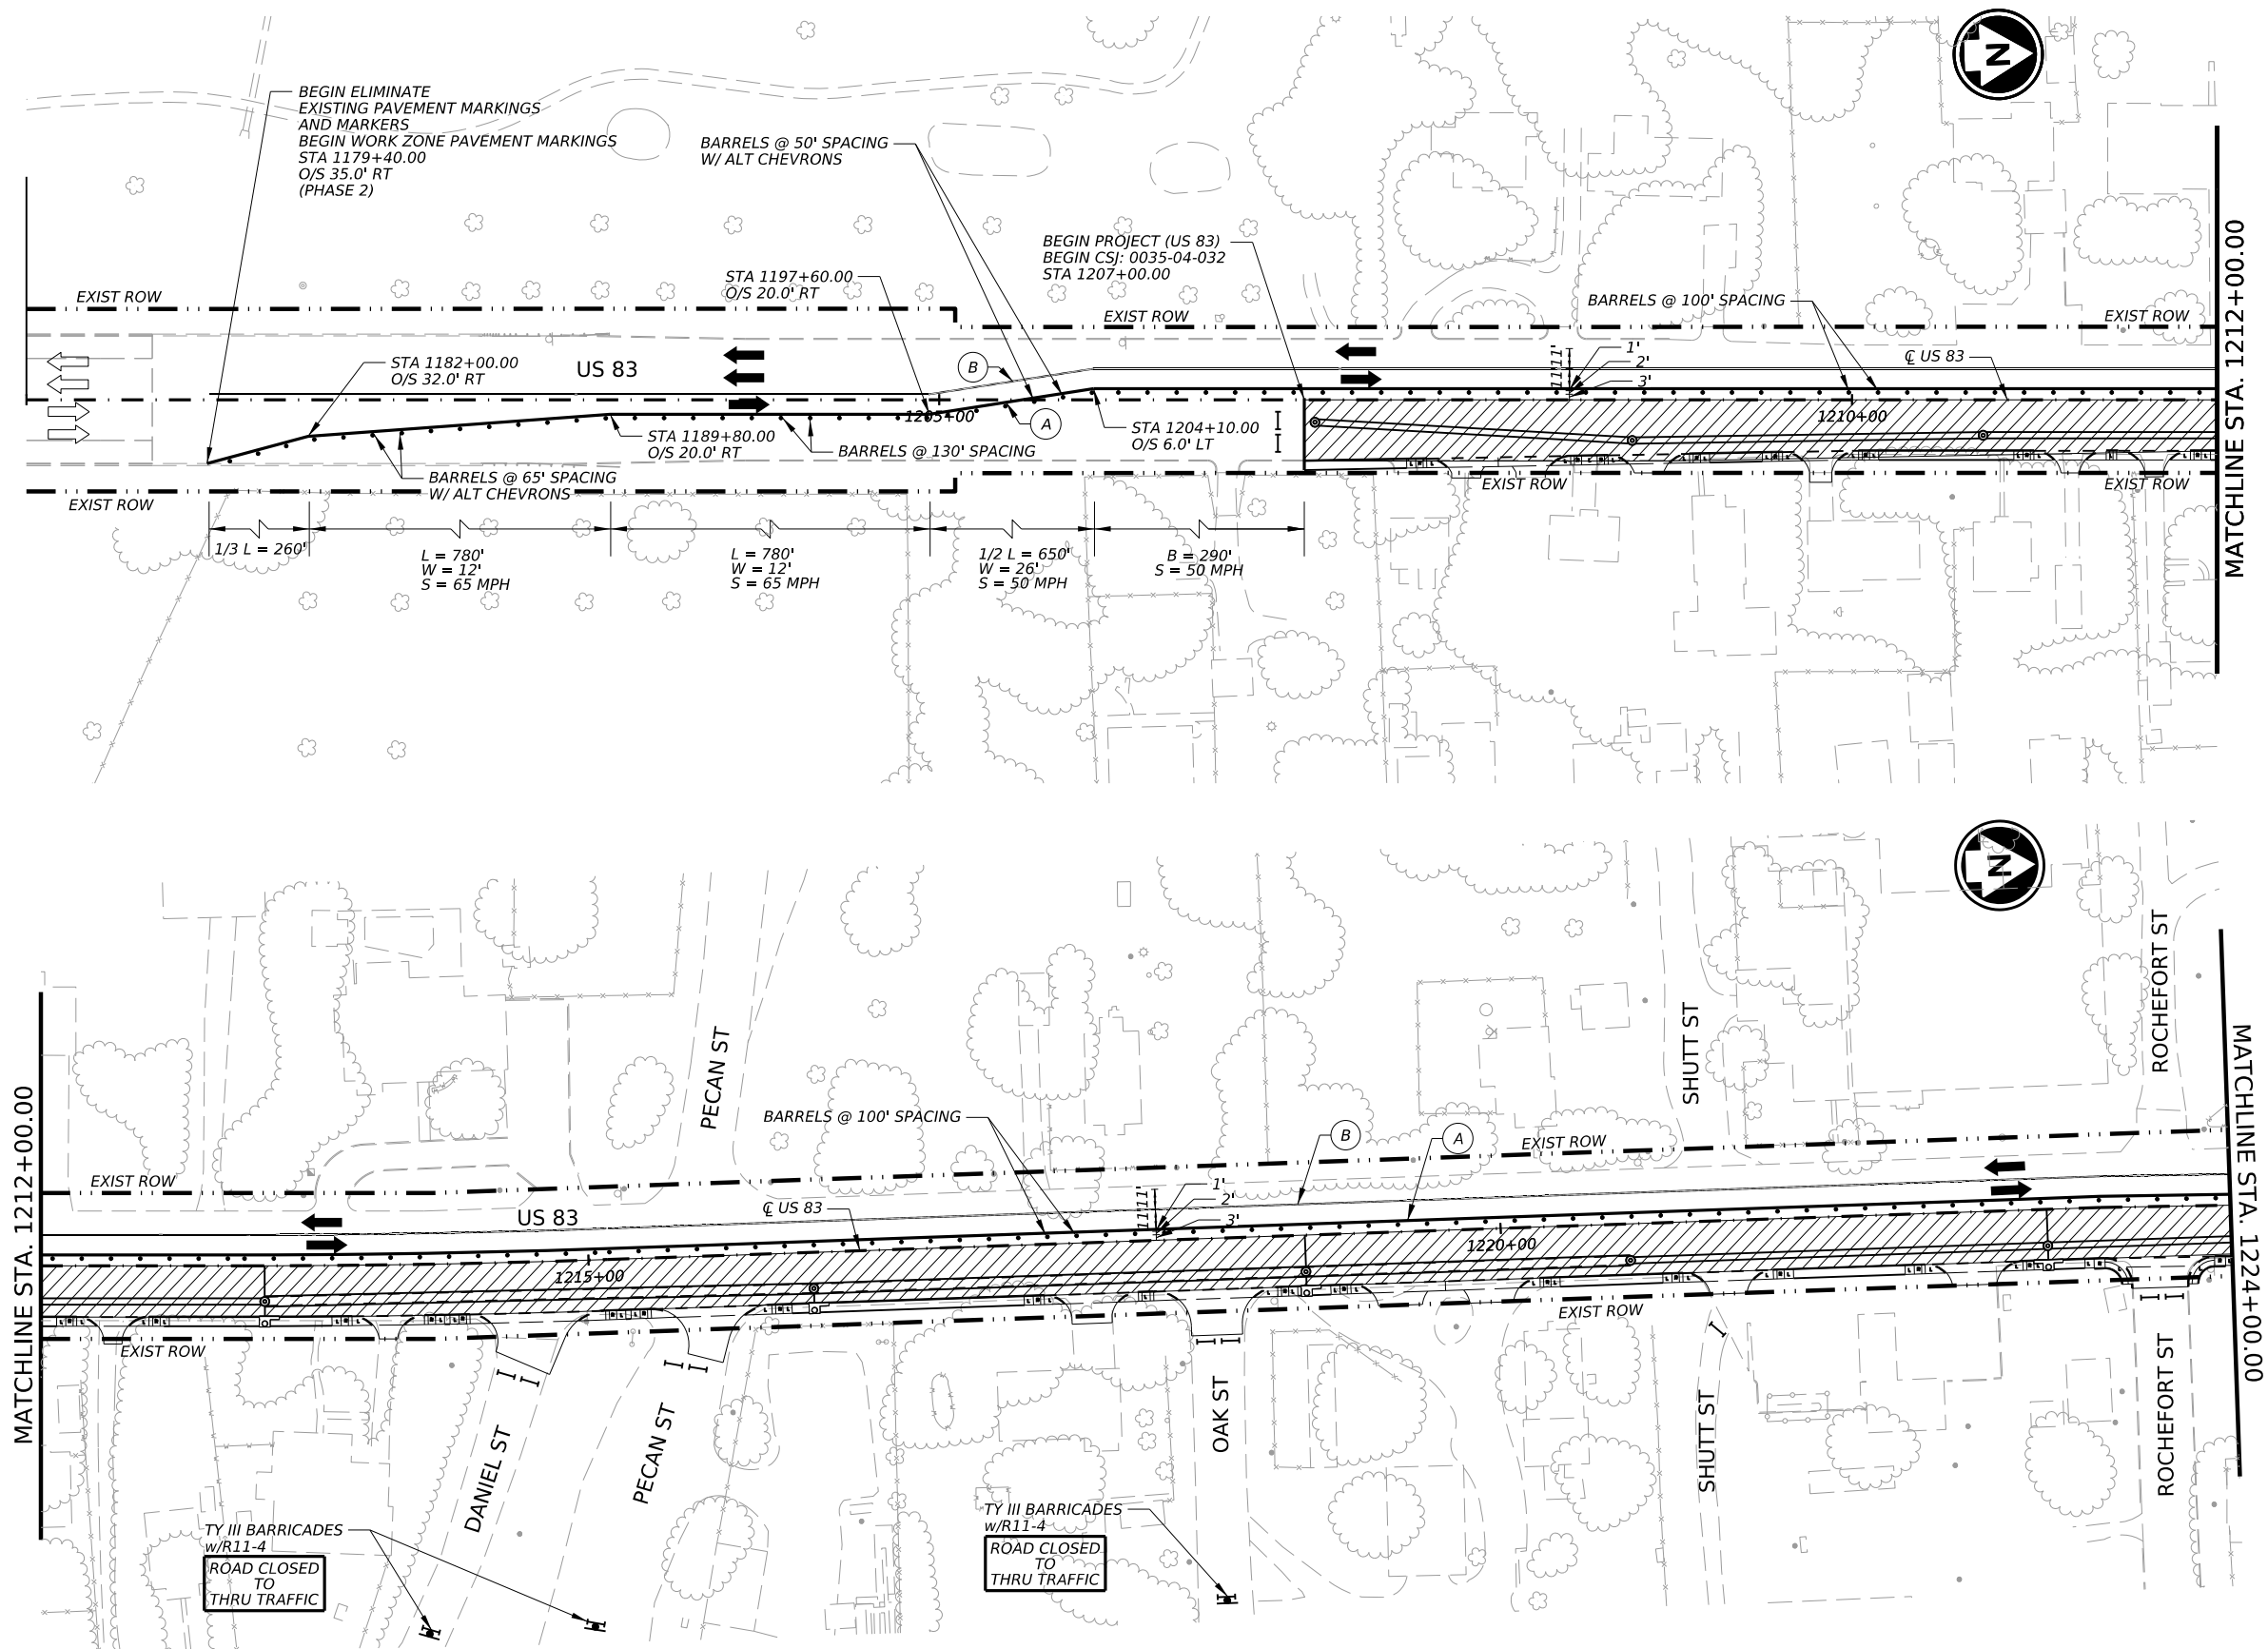 N
BEGIN ELIMINATE
EXISTING PAVEMENT MARKINGS
AND MARKERS
BEGIN WORK ZONE PAVEMENT MARKINGS
STA 1179+40.00
O/S 35.0' RT
(PHASE 2)
BARRELS @ 50' SPACING
W/ ALT CHEVRONS
BEGIN PROJECT (US 83)
BEGIN CSJ: 0035-04-032
STA 1207+00.00
STA 1197+60.00
O/S 20.0' RT
EXIST ROW
EXIST ROW
BARRELS @ 100' SPACING
EXIST ROW
STA 1182+00.00
O/S 32.0' RT
US 83
B
11'
11'
1'
2'
3'
℄ US 83
1205+00
A
1210+00
STA 1189+80.00
O/S 20.0' RT
BARRELS @ 130' SPACING
STA 1204+10.00
O/S 6.0' LT
BARRELS @ 65' SPACING
W/ ALT CHEVRONS
EXIST ROW
EXIST ROW
EXIST ROW
MATCHLINE STA. 1212+00.00
1/3 L = 260'
L = 780'
W = 12'
S = 65 MPH
L = 780'
W = 12'
S = 65 MPH
1/2 L = 650'
W = 26'
S = 50 MPH
B = 290'
S = 50 MPH
N
MATCHLINE STA. 1212+00.00
PECAN ST
SHUTT ST
ROCHEFORT ST
BARRELS @ 100' SPACING
B
A
EXIST ROW
EXIST ROW
US 83
℄ US 83
11'
11'
1'
2'
3'
1215+00
1220+00
EXIST ROW
EXIST ROW
DANIEL ST
PECAN ST
OAK ST
SHUTT ST
ROCHEFORT ST
MATCHLINE STA. 1224+00.00
TY III BARRICADES
w/R11-4
ROAD CLOSED
TO
THRU TRAFFIC
TY III BARRICADES
w/R11-4
ROAD CLOSED
TO
THRU TRAFFIC